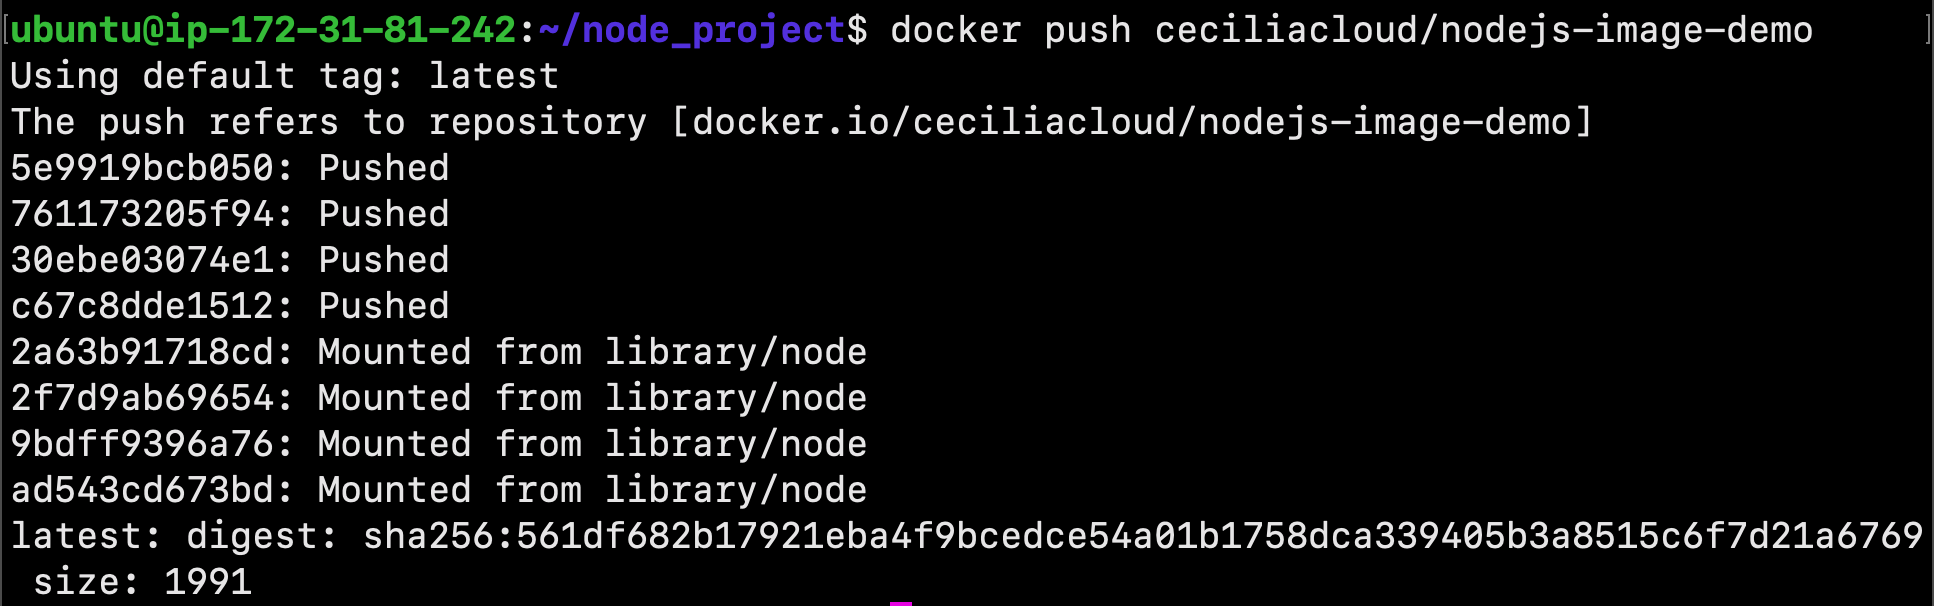 [ubuntu@ip-172-31-81-242:~/node_project$ docker push ceciliacloud/nodejs-image-demo ]
Using default tag: latest
The push refers to repository [docker.io/ceciliacloud/nodejs-image-demo]
5e9919bcb050: Pushed
761173205f94: Pushed
30ebe03074e1: Pushed
c67c8dde1512: Pushed
2a63b91718cd: Mounted from library/node
2f7d9ab69654: Mounted from library/node
9bdff9396a76: Mounted from library/node
ad543cd673bd: Mounted from library/node
latest: digest: sha256:561df682b17921eba4f9bcedce54a01b1758dca339405b3a8515c6f7d21a6769
 size: 1991